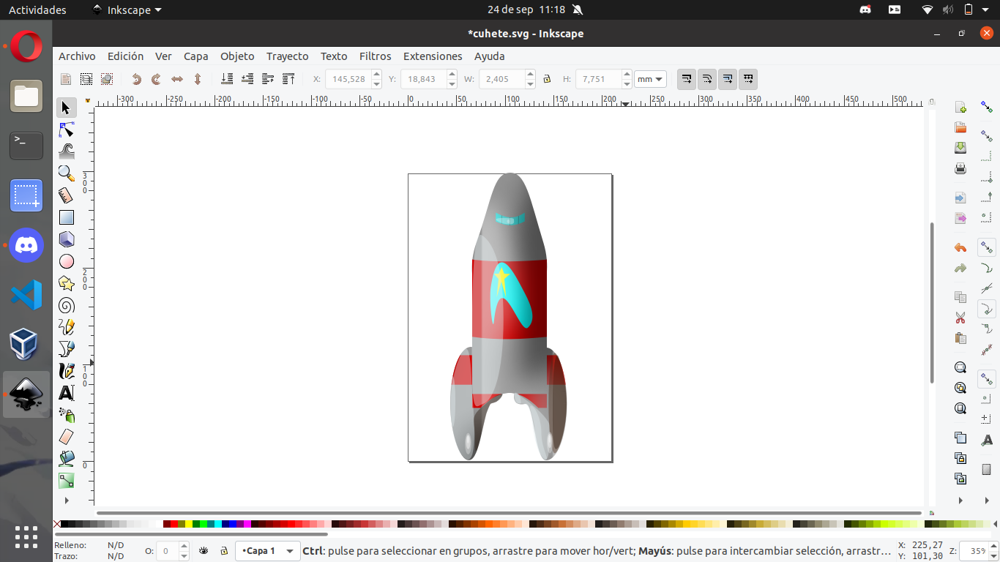 Actividades Inkscape 24 de sep 11:18
*cuhete.svg - Inkscape
Archivo Edición Ver Capa Objeto Trayecto Texto Filtros Extensiones Ayuda
X: 145,528 Y: 18,843 W: 2,405 H: 7,751 mm
-300 -250 -200 -150 -100 -50 0 50 100 150 200 250 300 350 400 450 500
300
200
100
0
>_
Relleno: N/D O: 0 •Capa 1 Ctrl: pulse para seleccionar en grupos, arrastre para mover hor/vert; Mayús: pulse para intercambiar selección, arrastr... X: 225,27 Z: 35%
Trazo: N/D Y: 101,30